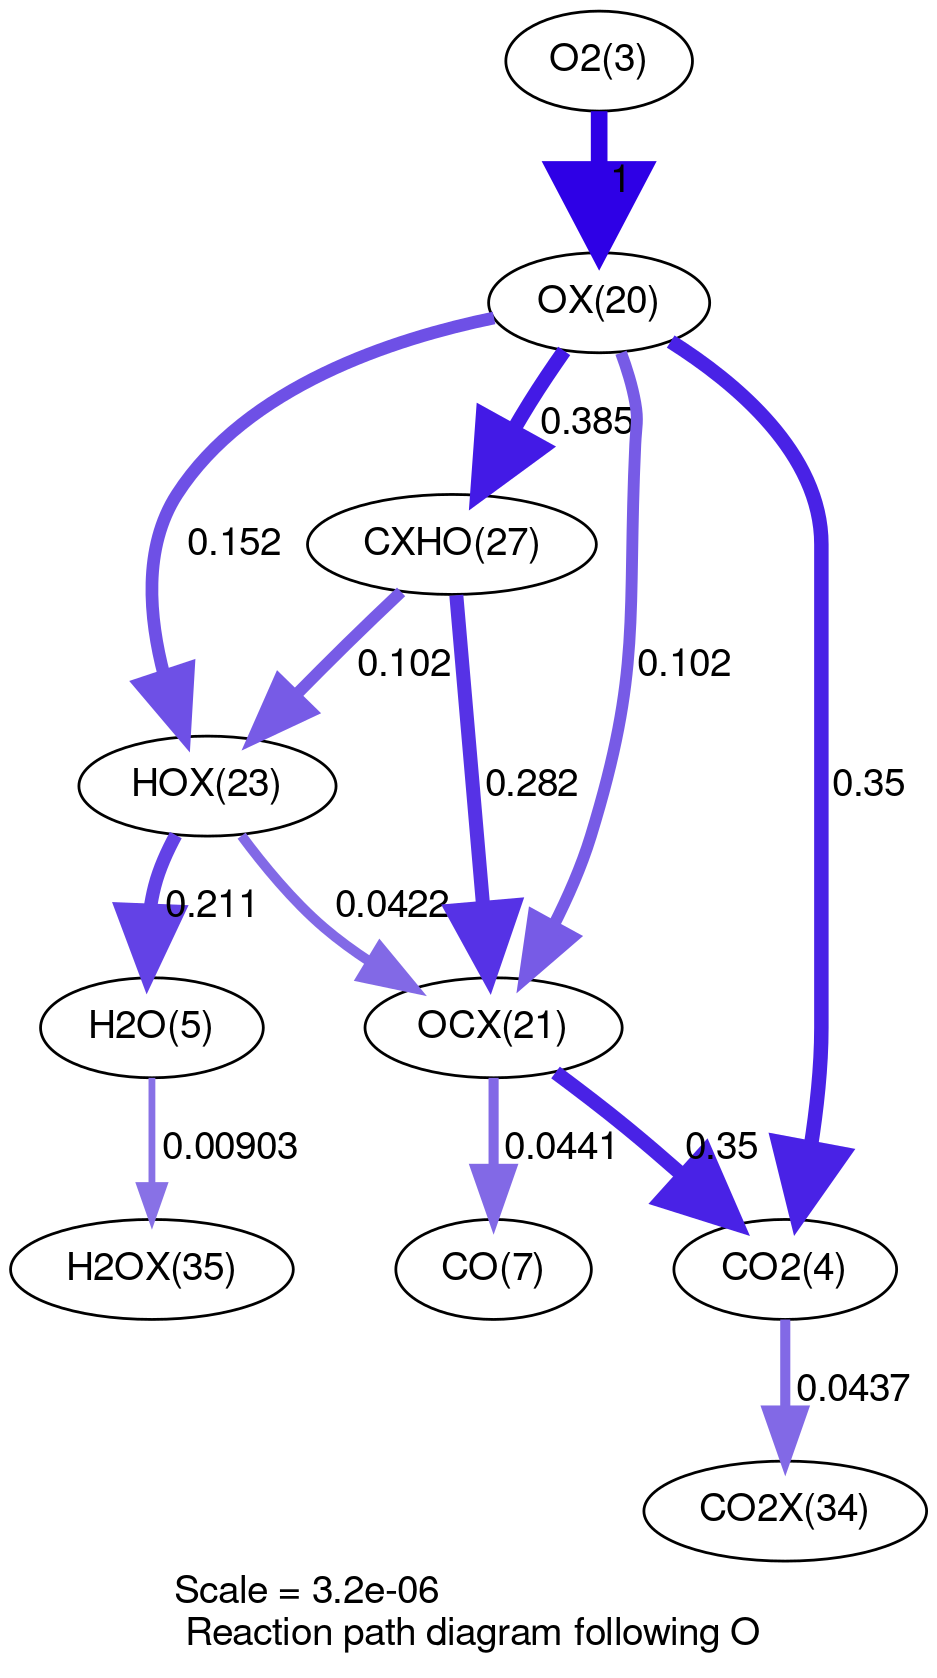 O2(3)
1
OX(20)
0.385
0.152
CXHO(27)
0.102
0.102
HOX(23)
0.282
0.35
0.211
0.0422
H2O(5)
OCX(21)
0.00903
0.0441
0.35
H2OX(35)
CO(7)
CO2(4)
0.0437
CO2X(34)
Scale = 3.2e-06
Reaction path diagram following O